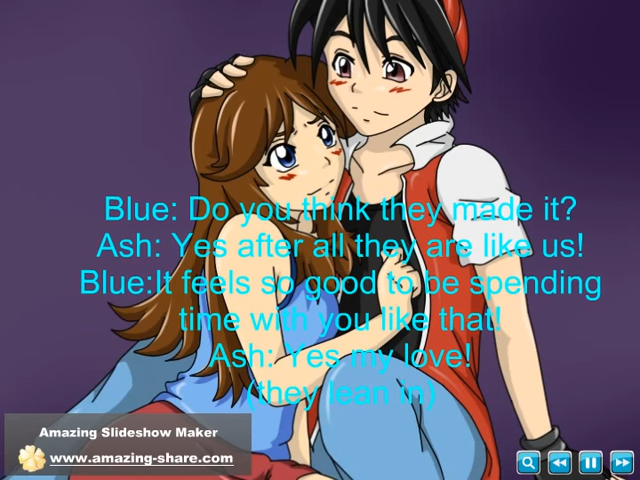 Blue: Do you think they made it?
Ash: Yes after all they are like us!
Blue:It feels so good to be spending
time with you like that!
Ash: Yes my love!
(they lean in)
Amazing Slideshow Maker
www.amazing-share.com